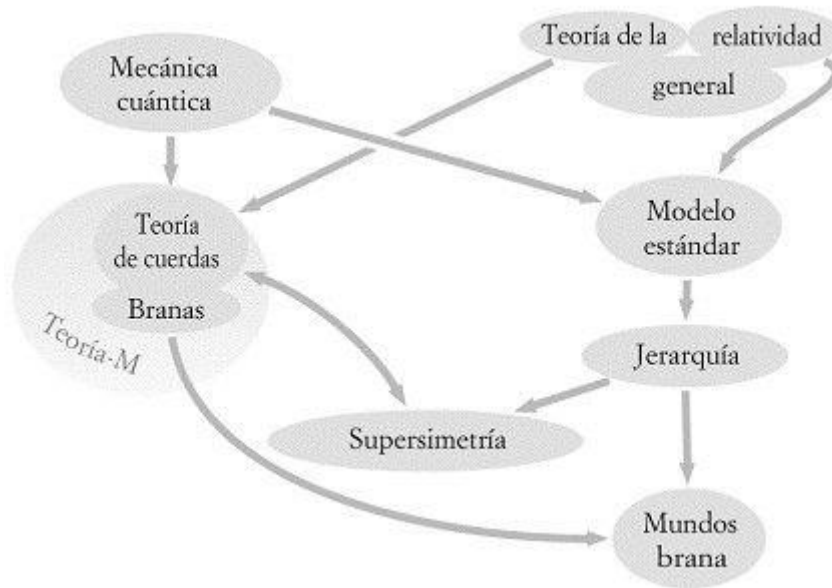 Teoría de la relatividad
general
Mecánica
cuántica
Teoría
de cuerdas
Branas
Teoría-M
Modelo
estándar
Jerarquía
Supersimetría
Mundos
brana